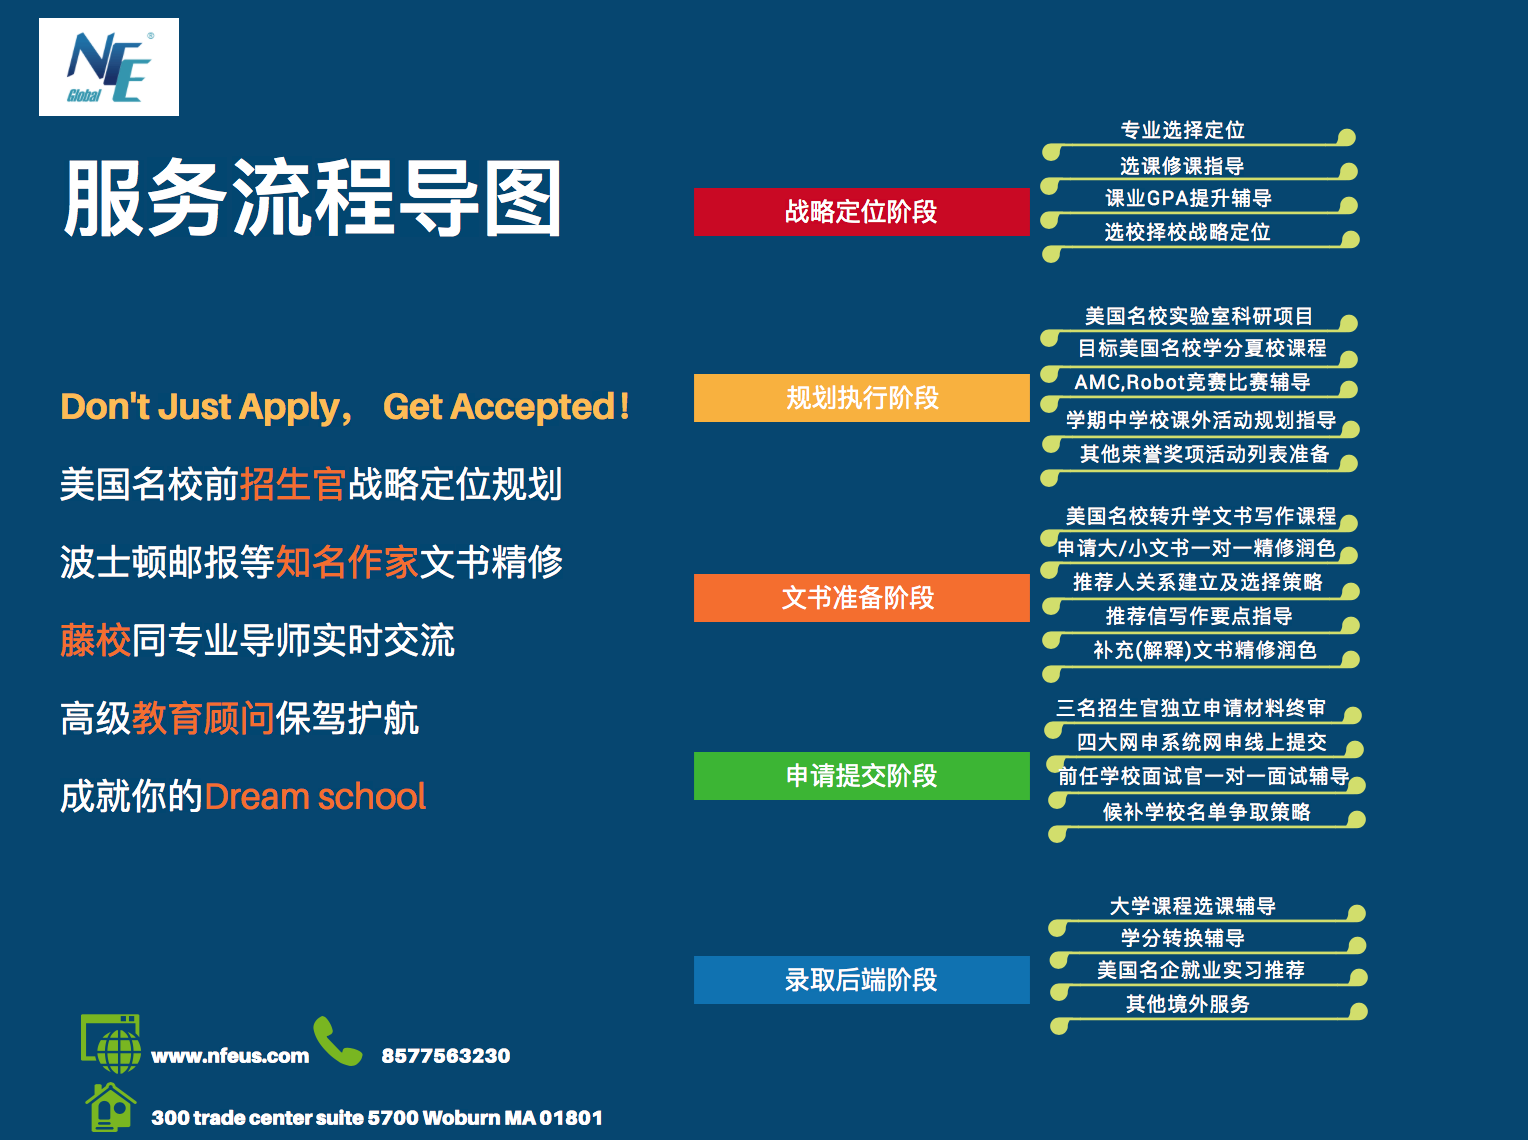 NFE
®
Global
服务流程导图
Don't Just Apply， Get Accepted！
美国名校前招生官战略定位规划
波士顿邮报等知名作家文书精修
藤校同专业导师实时交流
高级教育顾问保驾护航
成就你的Dream school
www.nfeus.com
8577563230
300 trade center suite 5700 Woburn MA 01801
战略定位阶段
专业选择定位
选课修课指导
课业GPA提升辅导
选校择校战略定位
规划执行阶段
美国名校实验室科研项目
目标美国名校学分夏校课程
AMC,Robot竞赛比赛辅导
学期中学校课外活动规划指导
其他荣誉奖项活动列表准备
文书准备阶段
美国名校转升学文书写作课程
申请大/小文书一对一精修润色
推荐人关系建立及选择策略
推荐信写作要点指导
补充(解释)文书精修润色
申请提交阶段
三名招生官独立申请材料终审
四大网申系统网申线上提交
前任学校面试官一对一面试辅导
候补学校名单争取策略
录取后端阶段
大学课程选课辅导
学分转换辅导
美国名企就业实习推荐
其他境外服务